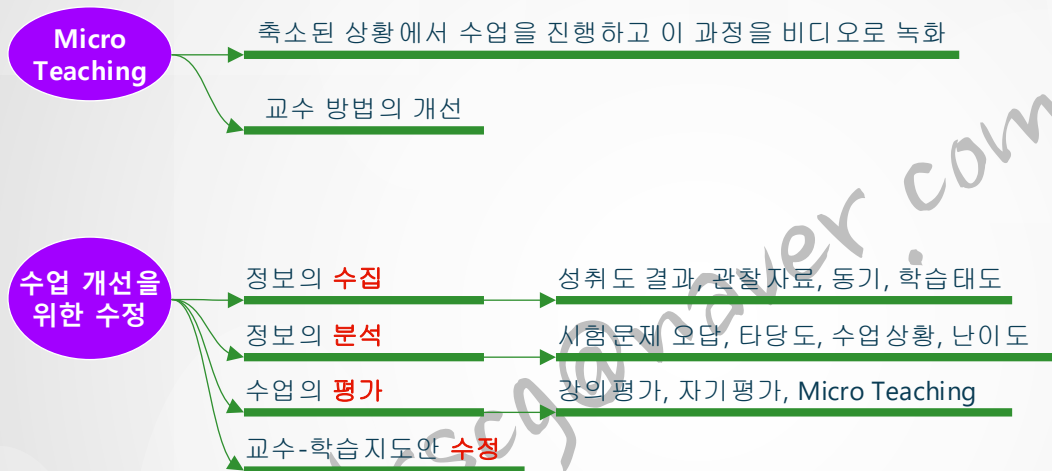 Micro
Teaching
축소된 상황에서 수업을 진행하고 이 과정을 비디오로 녹화
교수 방법의 개선
수업 개선을
위한 수정
정보의 수집
성취도 결과, 관찰자료, 동기, 학습태도
정보의 분석
시험문제 오답, 타당도, 수업상황, 난이도
수업의 평가
강의평가, 자기평가, Micro Teaching
교수-학습지도안 수정